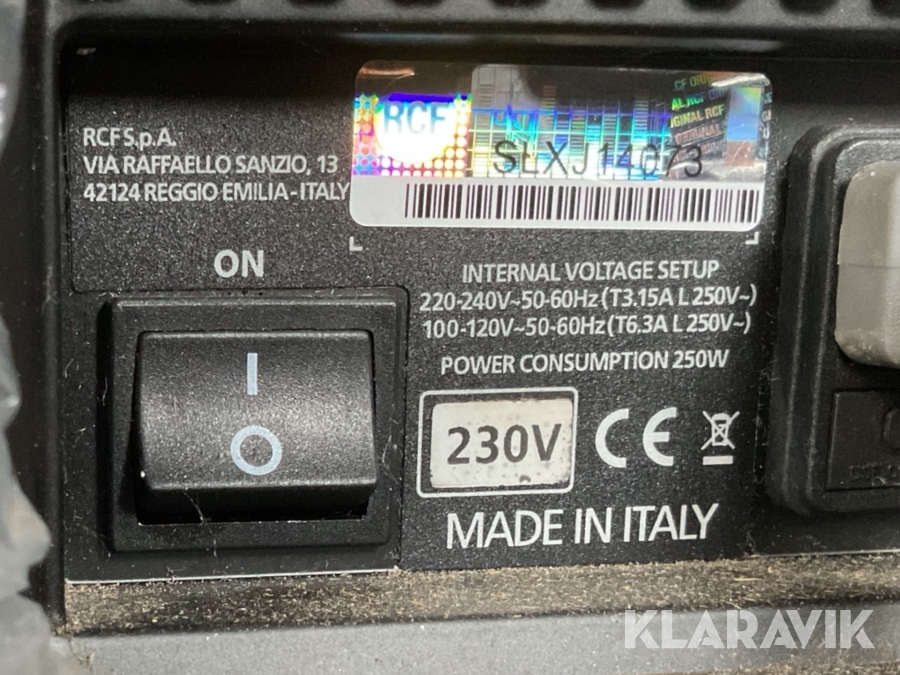 RCF S.p.A.
VIA RAFFAELLO SANZIO, 13
42124 REGGIO EMILIA - ITALY
RCF
SLXJ14073
ON
INTERNAL VOLTAGE SETUP
220-240V~50-60Hz (T3.15A L 250V~)
100-120V~50-60Hz (T6.3A L 250V~)
POWER CONSUMPTION 250W
230V
CE
MADE IN ITALY
KLARAVIK